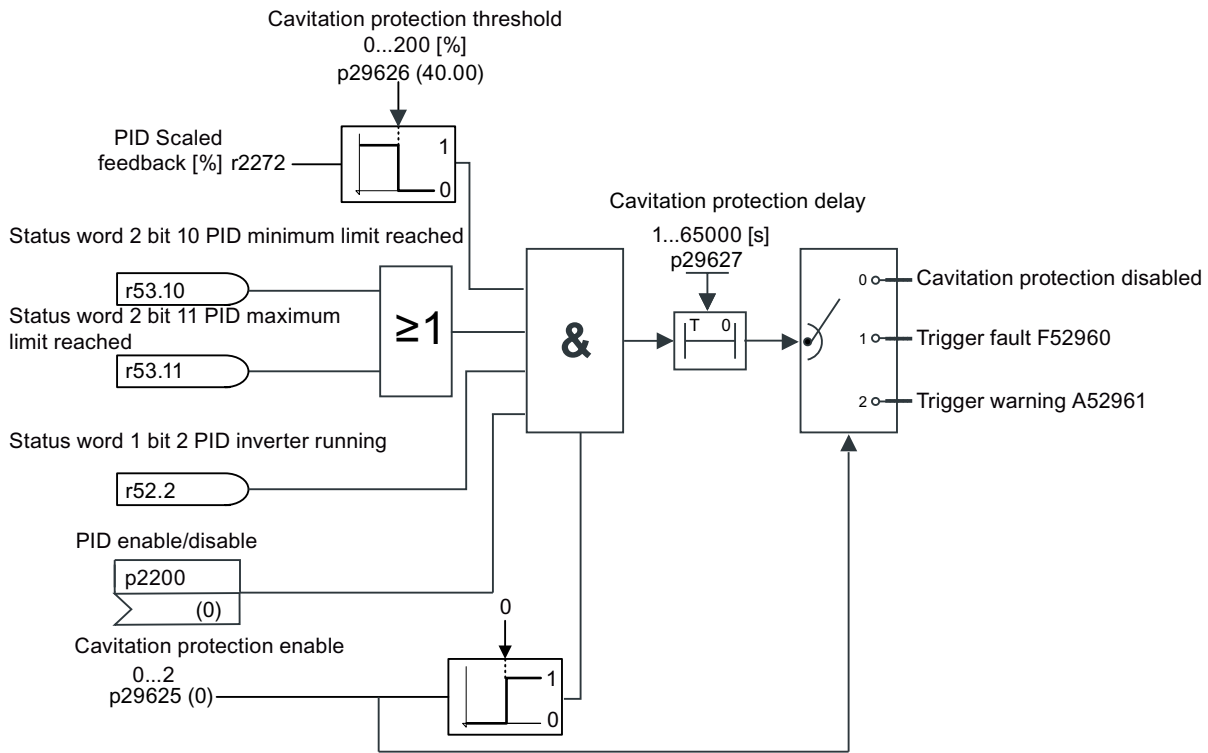 Cavitation protection threshold
0...200 [%]
p29626 (40.00)
PID Scaled
feedback [%] r2272
1
0
Status word 2 bit 10 PID minimum limit reached
r53.10
Status word 2 bit 11 PID maximum
limit reached
r53.11
≥1
Status word 1 bit 2 PID inverter running
r52.2
PID enable/disable
p2200
(0)
Cavitation protection enable
0...2
p29625 (0)
0
1
0
&
Cavitation protection delay
1...65000 [s]
p29627
T 0
0 Cavitation protection disabled
1 Trigger fault F52960
2 Trigger warning A52961